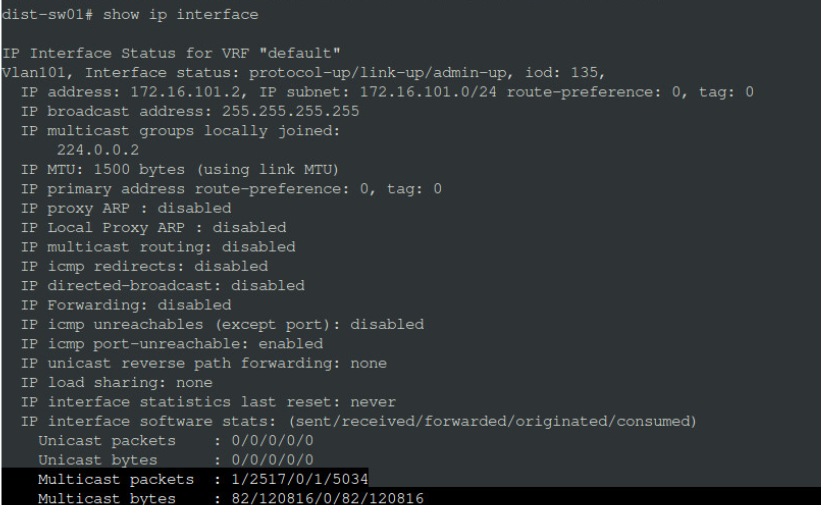 dist-sw01# show ip interface
IP Interface Status for VRF "default"
Vlan101, Interface status: protocol-up/link-up/admin-up, iod: 135,
IP address: 172.16.101.2, IP subnet: 172.16.101.0/24 route-preference: 0, tag: 0
IP broadcast address: 255.255.255.255
IP multicast groups locally joined:
224.0.0.2
IP MTU: 1500 bytes (using link MTU)
IP primary address route-preference: 0, tag: 0
IP proxy ARP : disabled
IP Local Proxy ARP : disabled
IP multicast routing: disabled
IP icmp redirects: disabled
IP directed-broadcast: disabled
IP Forwarding: disabled
IP icmp unreachables (except port): disabled
IP icmp port-unreachable: enabled
IP unicast reverse path forwarding: none
IP load sharing: none
IP interface statistics last reset: never
IP interface software stats: (sent/received/forwarded/originated/consumed)
Unicast packets : 0/0/0/0/0
Unicast bytes : 0/0/0/0/0
Multicast packets : 1/2517/0/1/5034
Multicast bytes : 82/120816/0/82/120816